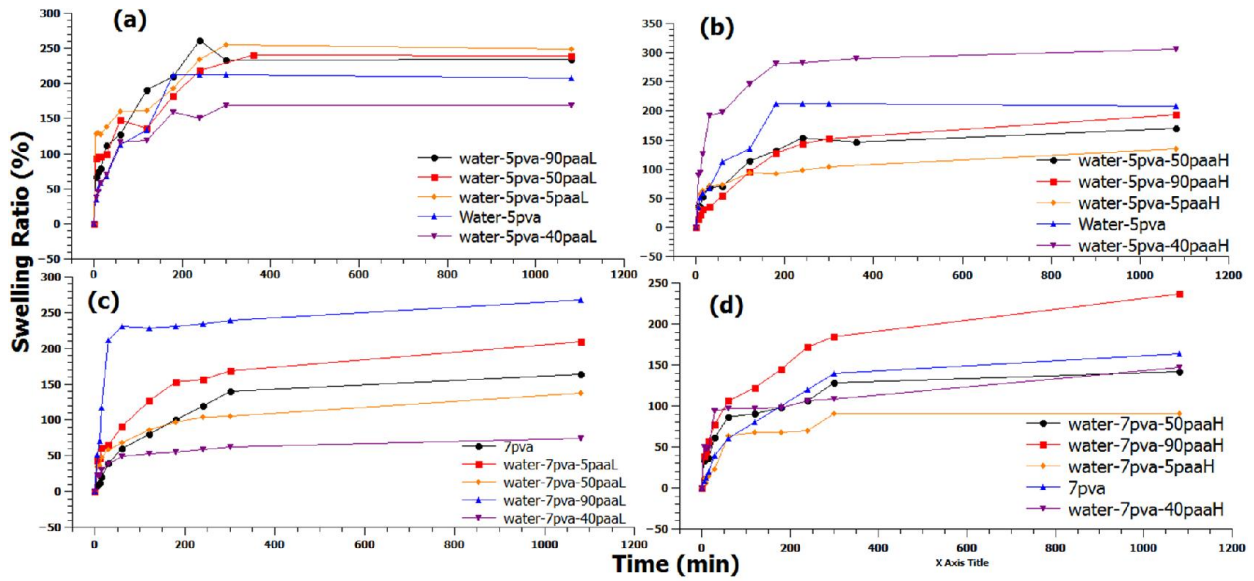 (a)
300
250
200
150
100
50
0
-50
water-5pva-90paaL
water-5pva-50paaL
water-5pva-5paaL
Water-5pva
water-5pva-40paaL
0 200 400 600 800 1000 1200
(b)
350
300
250
200
150
100
50
0
-50
water-5pva-50paaH
water-5pva-90paaH
water-5pva-5paaH
Water-5pva
water-5pva-40paaH
0 200 400 600 800 1000 1200
Swelling Ratio (%)
(c)
300
250
200
150
100
50
0
-50
7pva
water-7pva-5paaL
water-7pva-50paaL
water-7pva-90paaL
water-7pva-40paaL
0 200 400 600 800 1000 1200
(d)
250
200
150
100
50
0
-50
water-7pva-50paaH
water-7pva-90paaH
water-7pva-5paaH
7pva
water-7pva-40paaH
0 200 400 600 800 1000 1200
Time (min)
X Axis Title